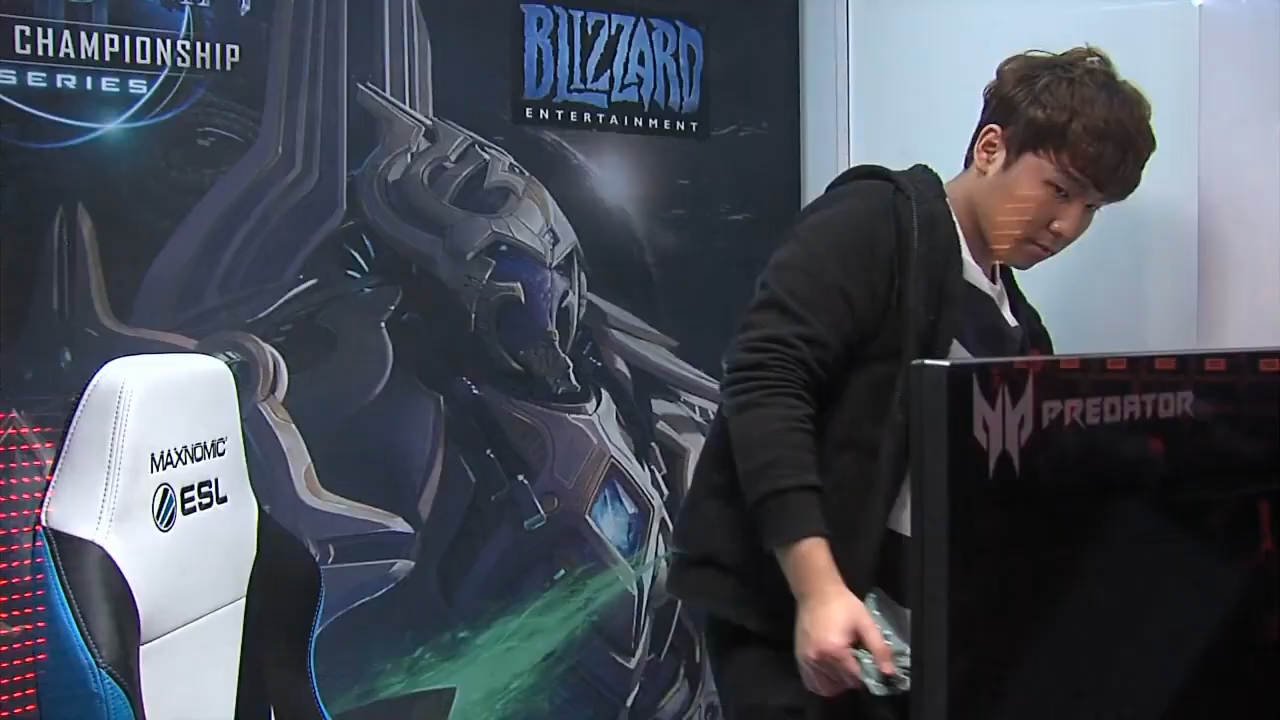 CHAMPIONSHIP
SERIES
BLIZZARD
ENTERTAINMENT
PREDATOR
MAXNOMIC
ESL